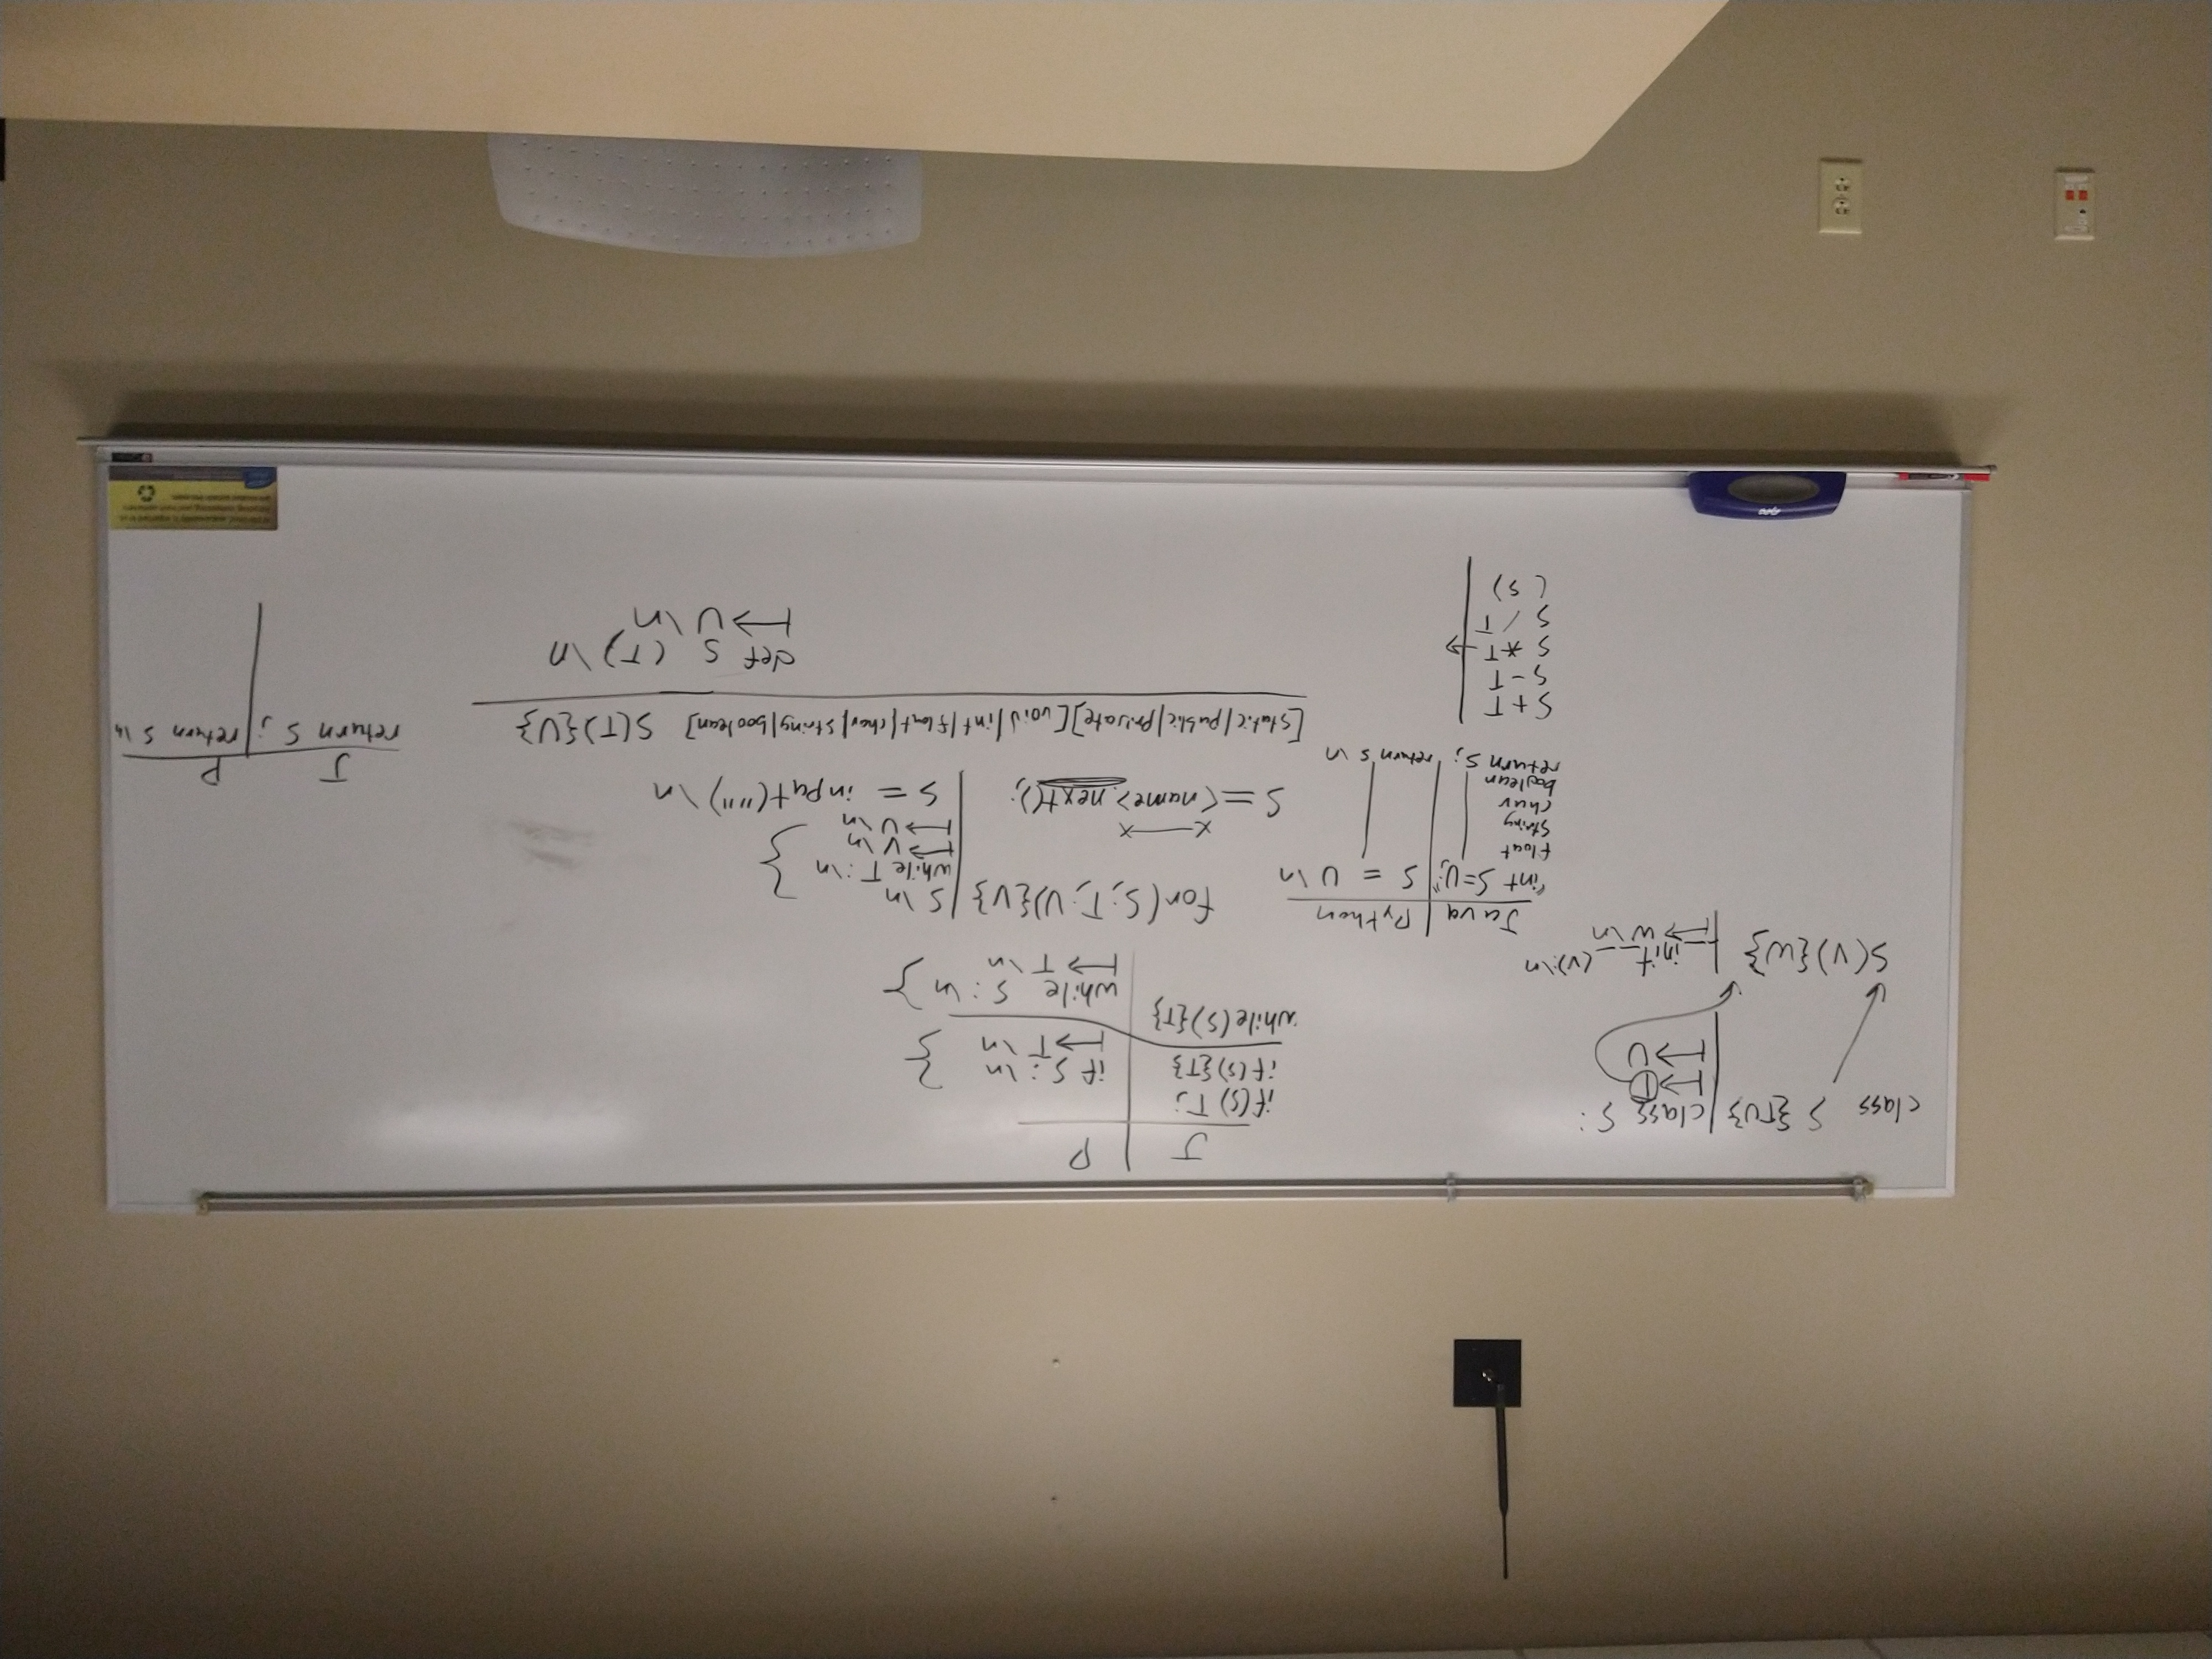 class S {TU} | class S:
↦ T
↦ U
S(V){W} | __init__(V):\n
↦ W\n
J | P
if(S) T;
if(S){T} | if S: \n }
↦ T \n
while(S){T} | while S: \n }
↦ T \n
Java | Python
"int S=U;" | S = U \n
float
String
char
boolean
return S; | return S \n
S + T
S - T
S * T →
S / T
(S)
for(S; T; U){V} | S \n
while T: \n }
↦ V \n
↦ U \n
x—x
S = <name>.next(); | S = input("") \n
[static/public/private][void/int/float/char/String/boolean] S(T){U}
def S (T) \n
↦ U \n
J | P
return S ; | return S \n
expo